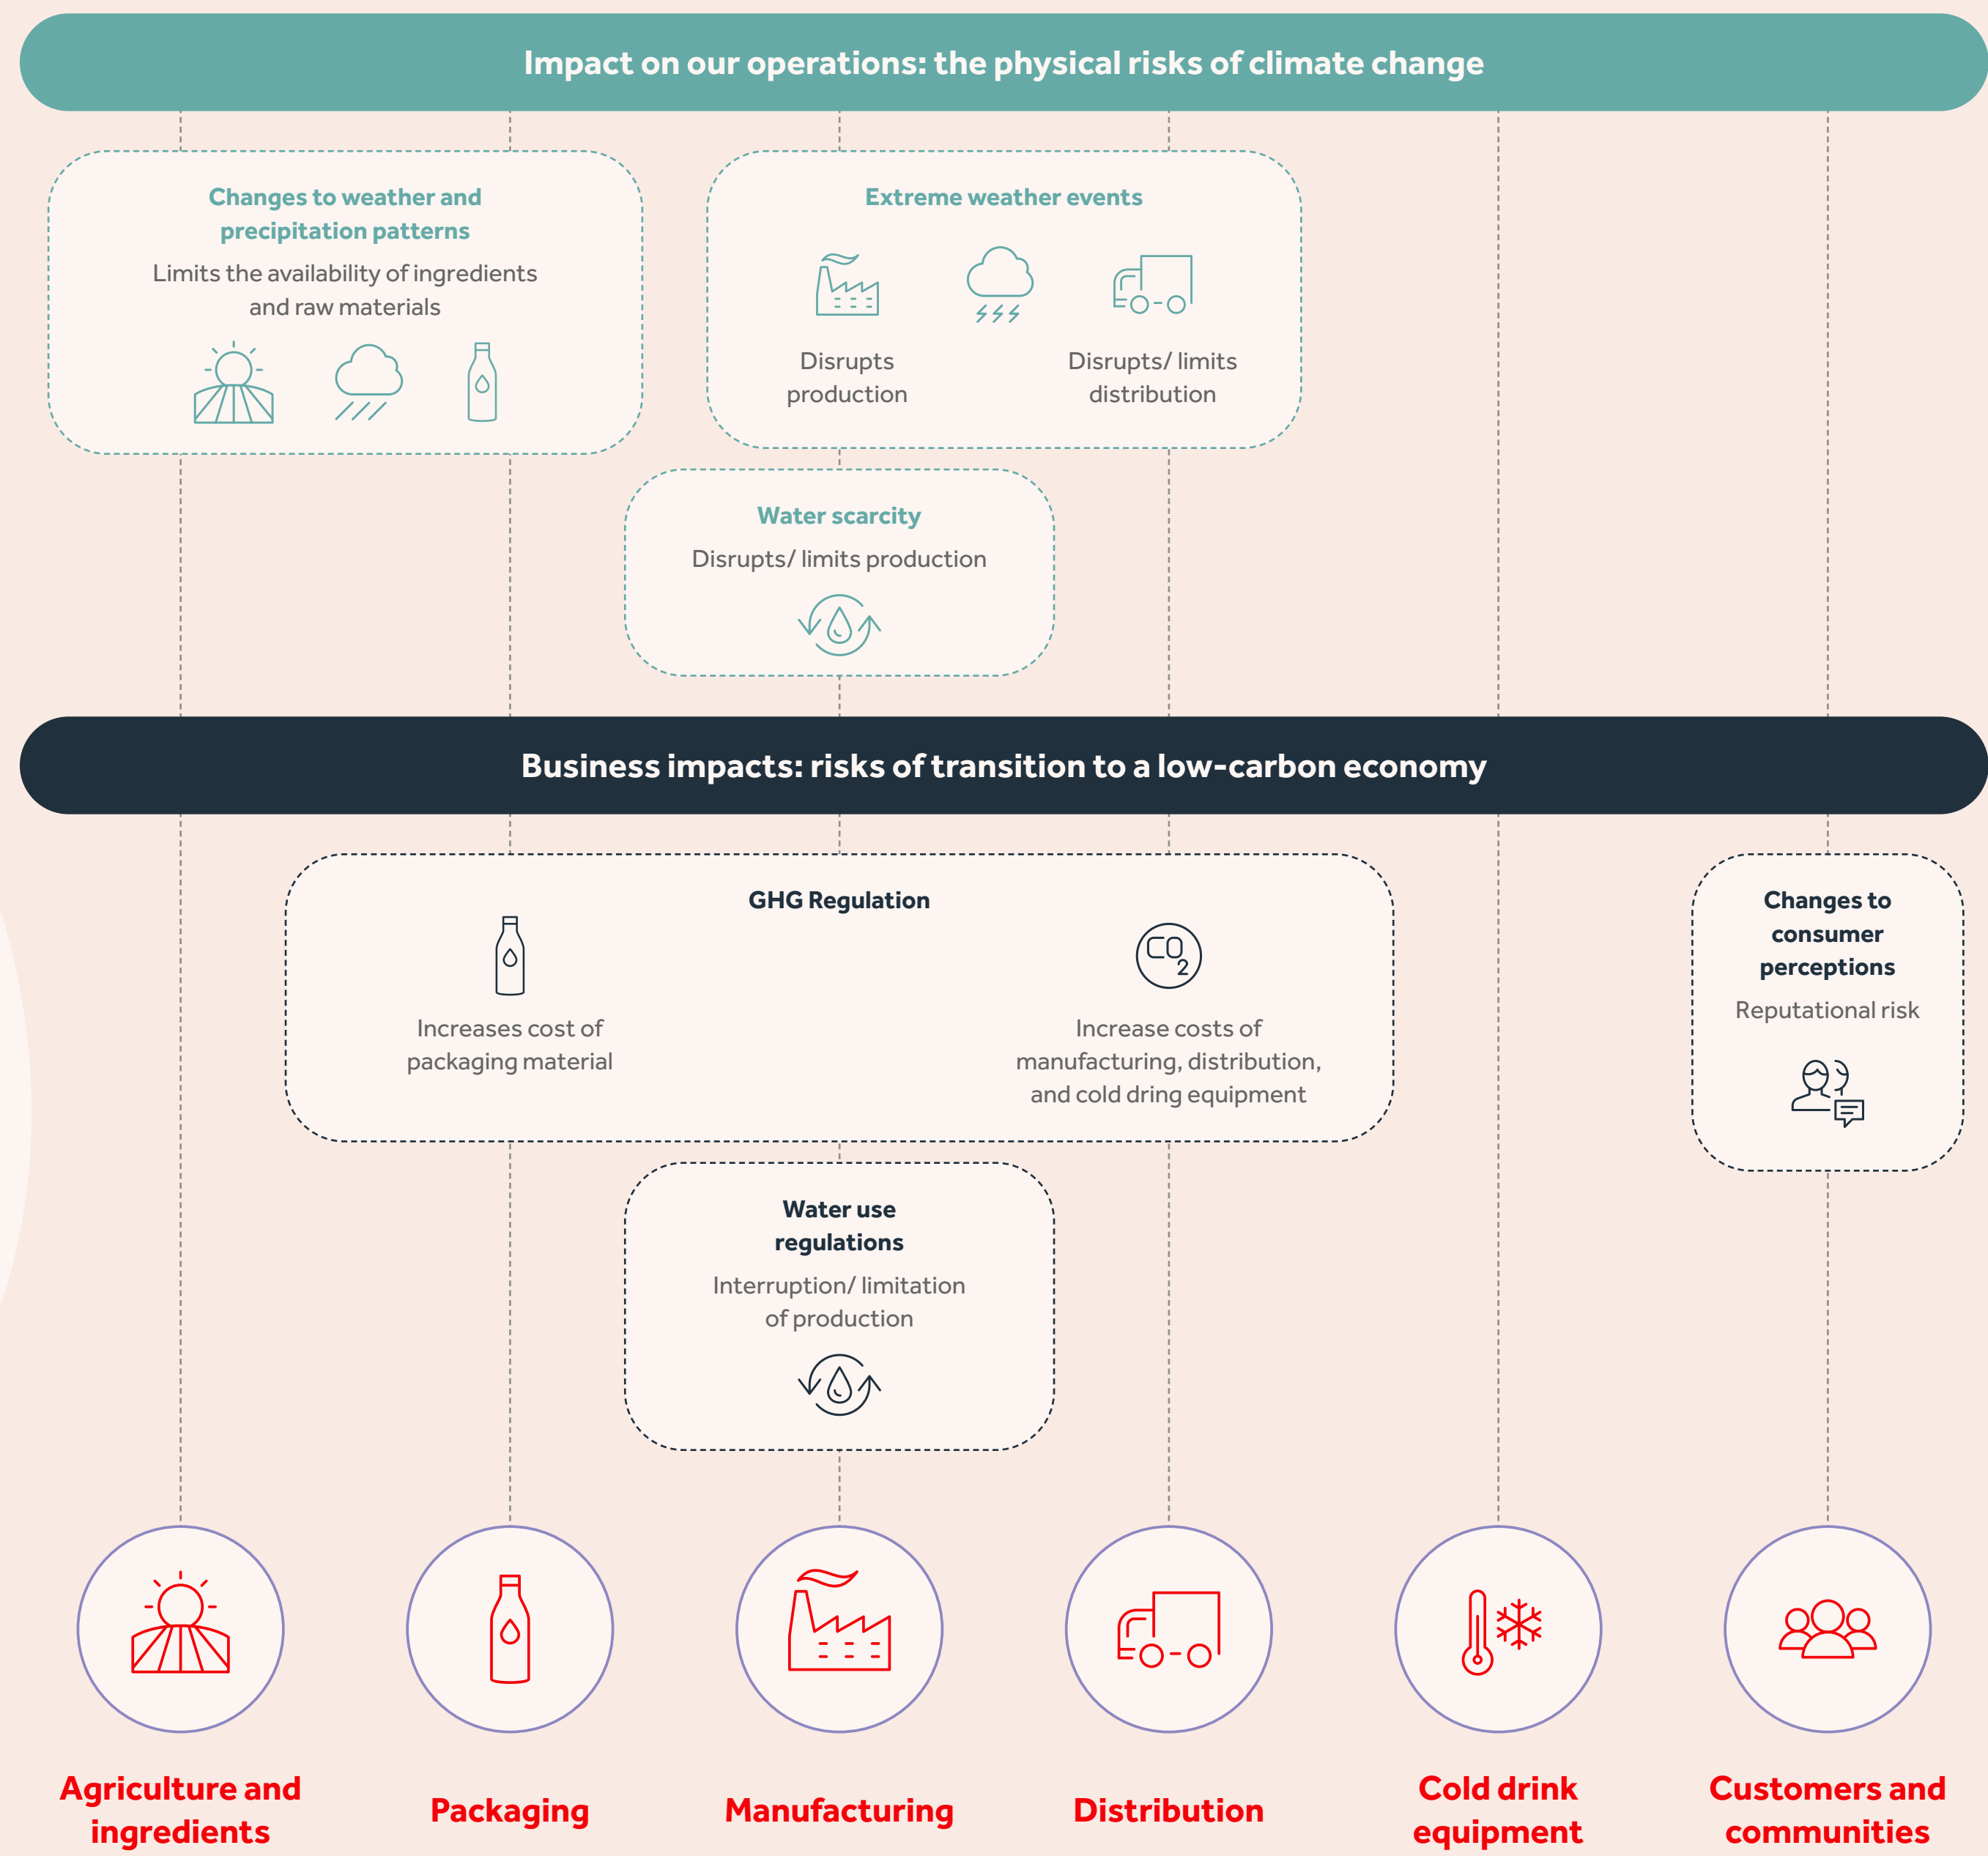 Impact on our operations: the physical risks of climate change
Changes to weather and
precipitation patterns
Limits the availability of ingredients
and raw materials
Extreme weather events
Disrupts
production
Disrupts/ limits
distribution
Water scarcity
Disrupts/ limits production
Business impacts: risks of transition to a low-carbon economy
GHG Regulation
Increases cost of
packaging material
CO2
Increase costs of
manufacturing, distribution,
and cold dring equipment
Changes to
consumer
perceptions
Reputational risk
Water use
regulations
Interruption/ limitation
of production
Agriculture and
ingredients
Packaging
Manufacturing
Distribution
Cold drink
equipment
Customers and
communities